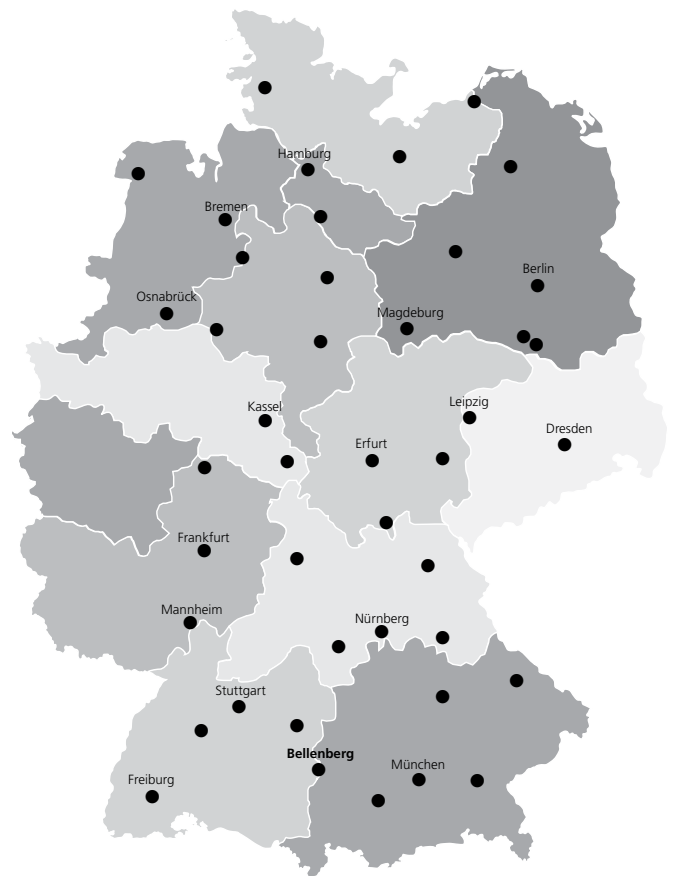 Hamburg
Bremen
Berlin
Osnabrück
Magdeburg
Kassel
Leipzig
Dresden
Erfurt
Frankfurt
Mannheim
Nürnberg
Stuttgart
Bellenberg
München
Freiburg